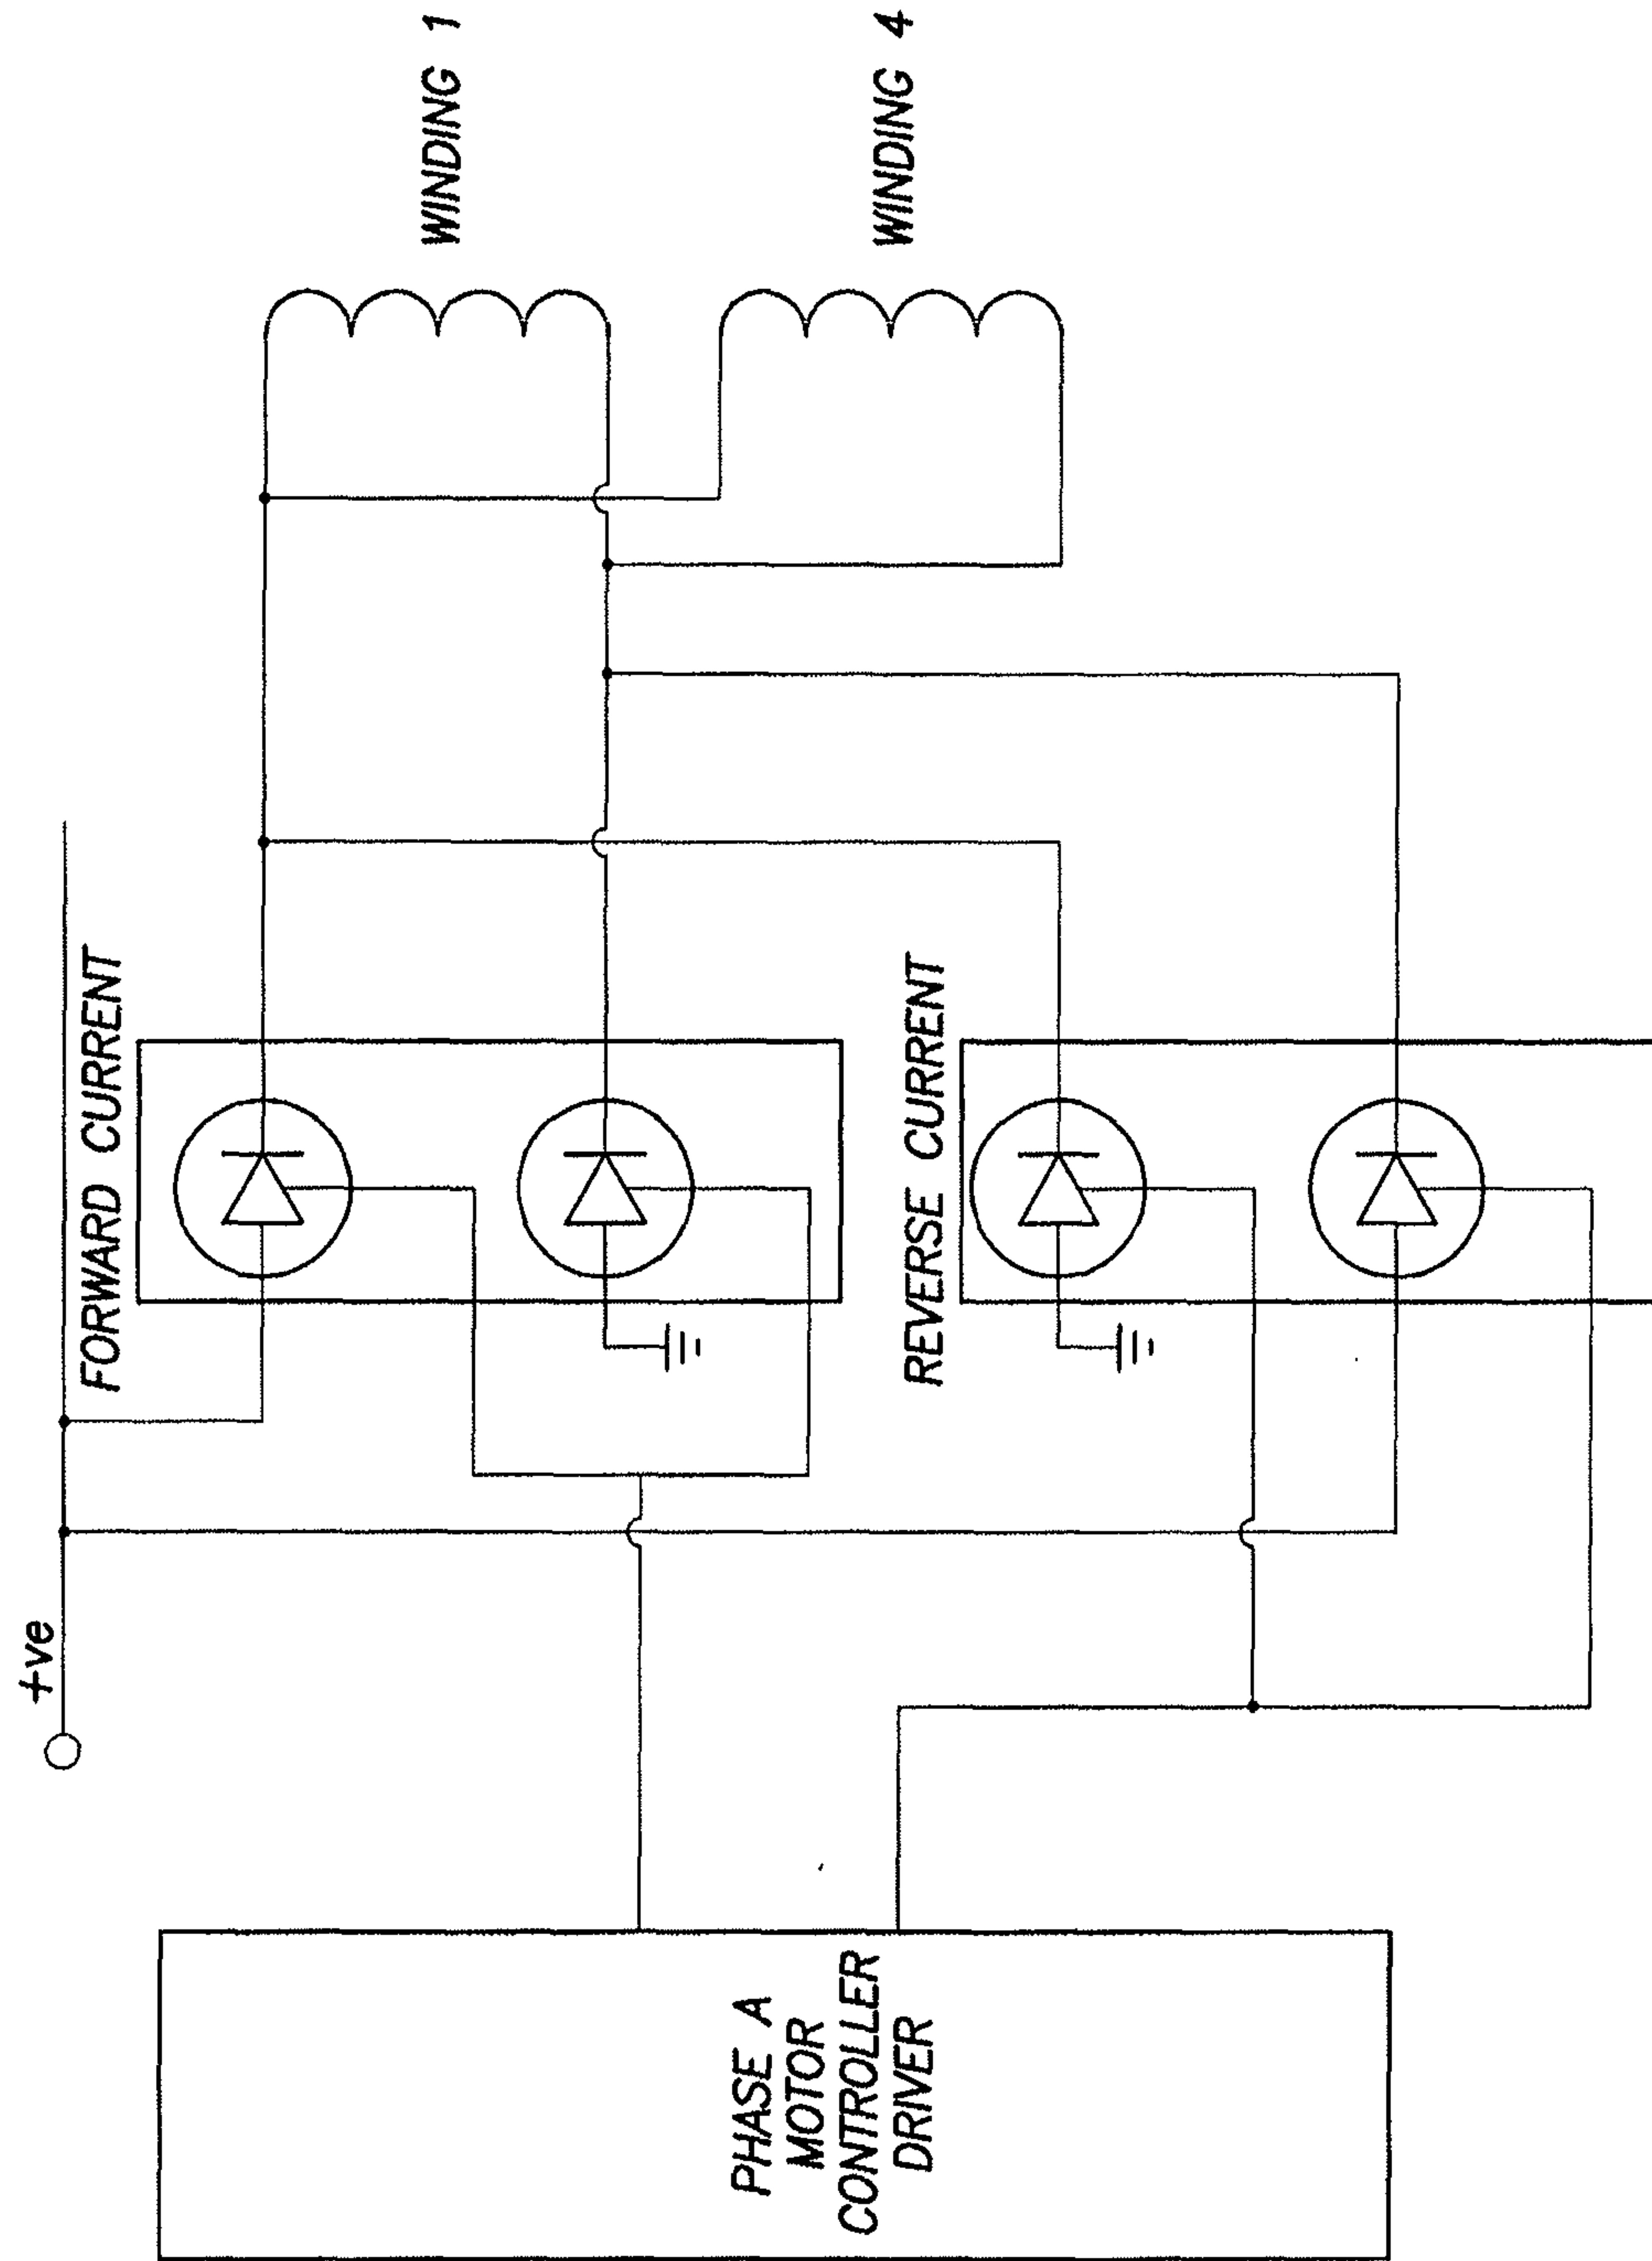 +ve
FORWARD CURRENT
REVERSE CURRENT
WINDING 1
WINDING 4
PHASE A
MOTOR
CONTROLLER
DRIVER